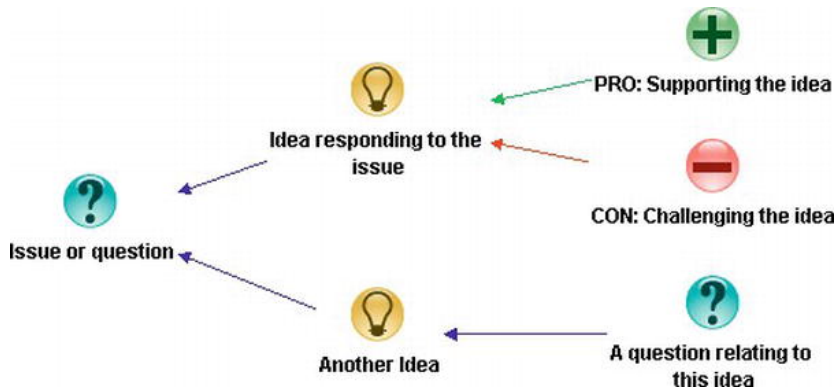 PRO: Supporting the idea
Idea responding to the
issue
CON: Challenging the idea
Issue or question
Another Idea
A question relating to
this idea